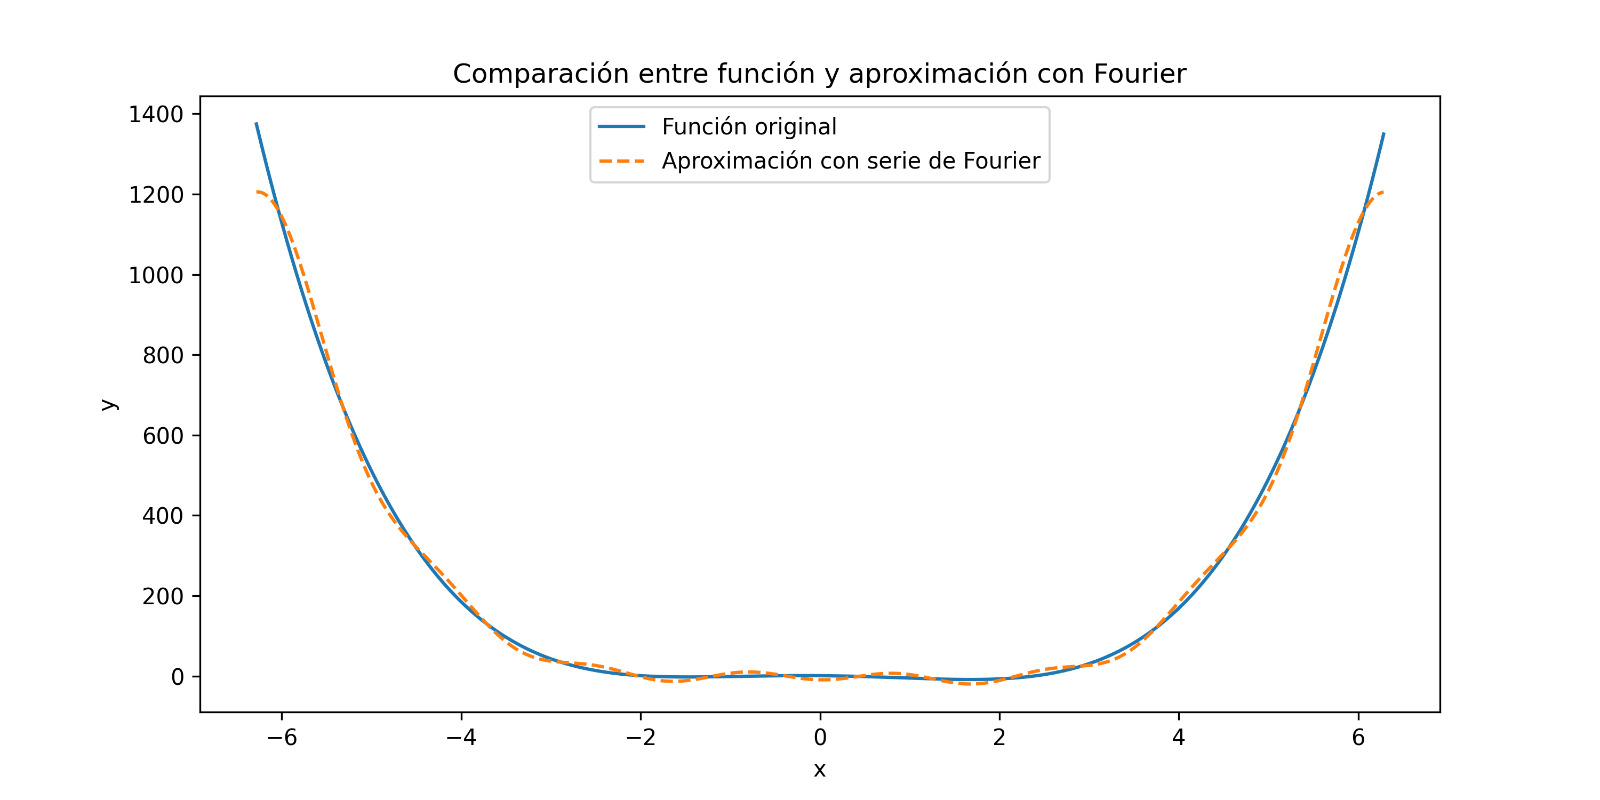 Comparación entre función y aproximación con Fourier
Función original
Aproximación con serie de Fourier
1400
1200
1000
800
600
400
200
0
y
−6 −4 −2 0 2 4 6
x